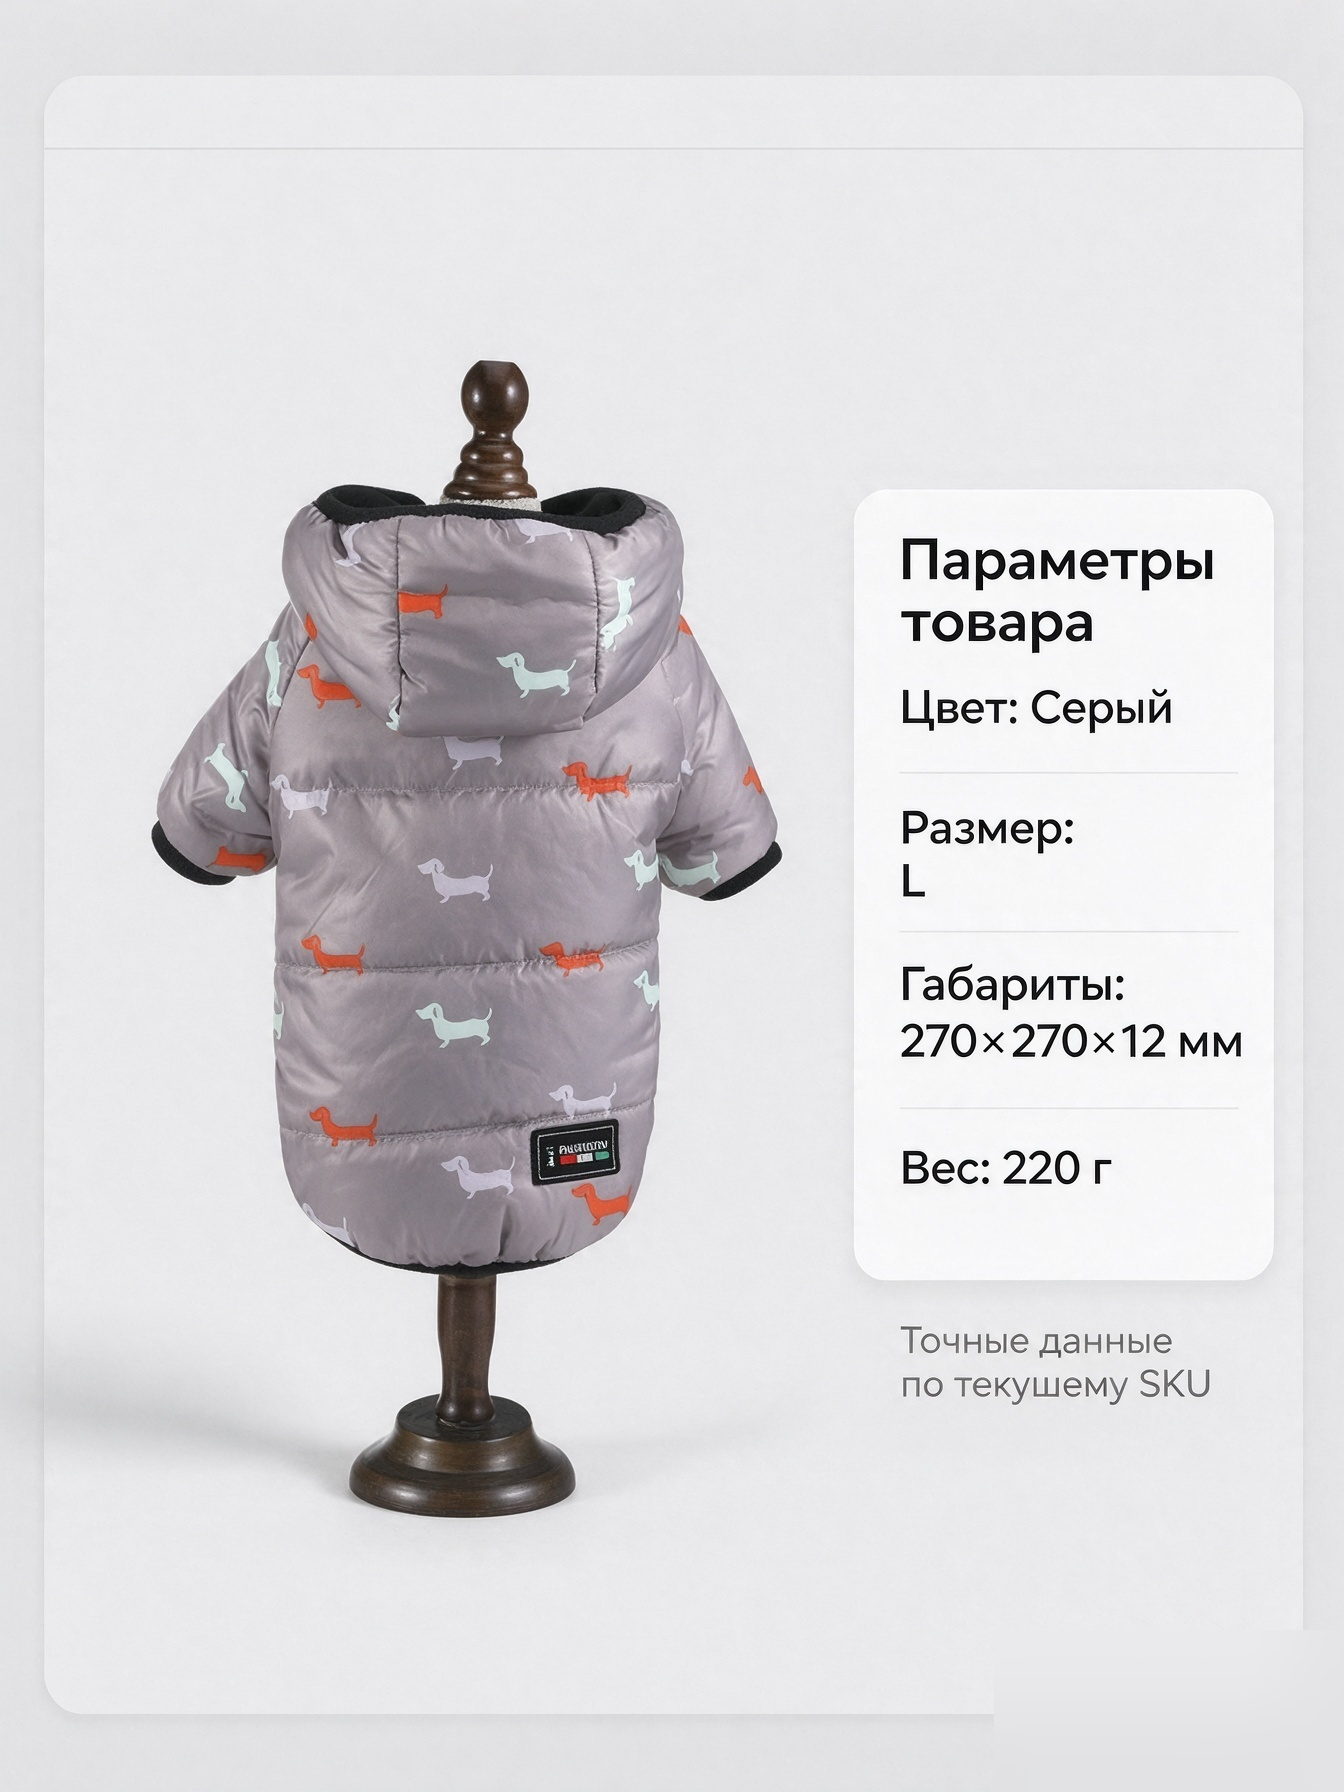 Параметры
товара
Цвет: Серый
Размер:
L
Габариты:
270×270×12 мм
Вес: 220 г
Точные данные
по текушему SKU